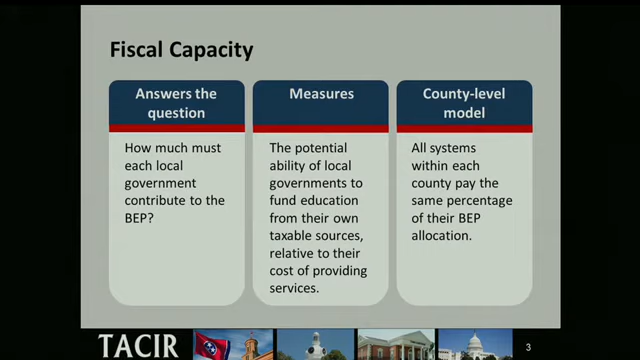 Fiscal Capacity
Answers the
question
How much must
each local
government
contribute to the
BEP?
Measures
The potential
ability of local
governments to
fund education
from their own
taxable sources,
relative to their
cost of providing
services.
County-level
model
All systems
within each
county pay the
same percentage
of their BEP
allocation.
TACIR
3